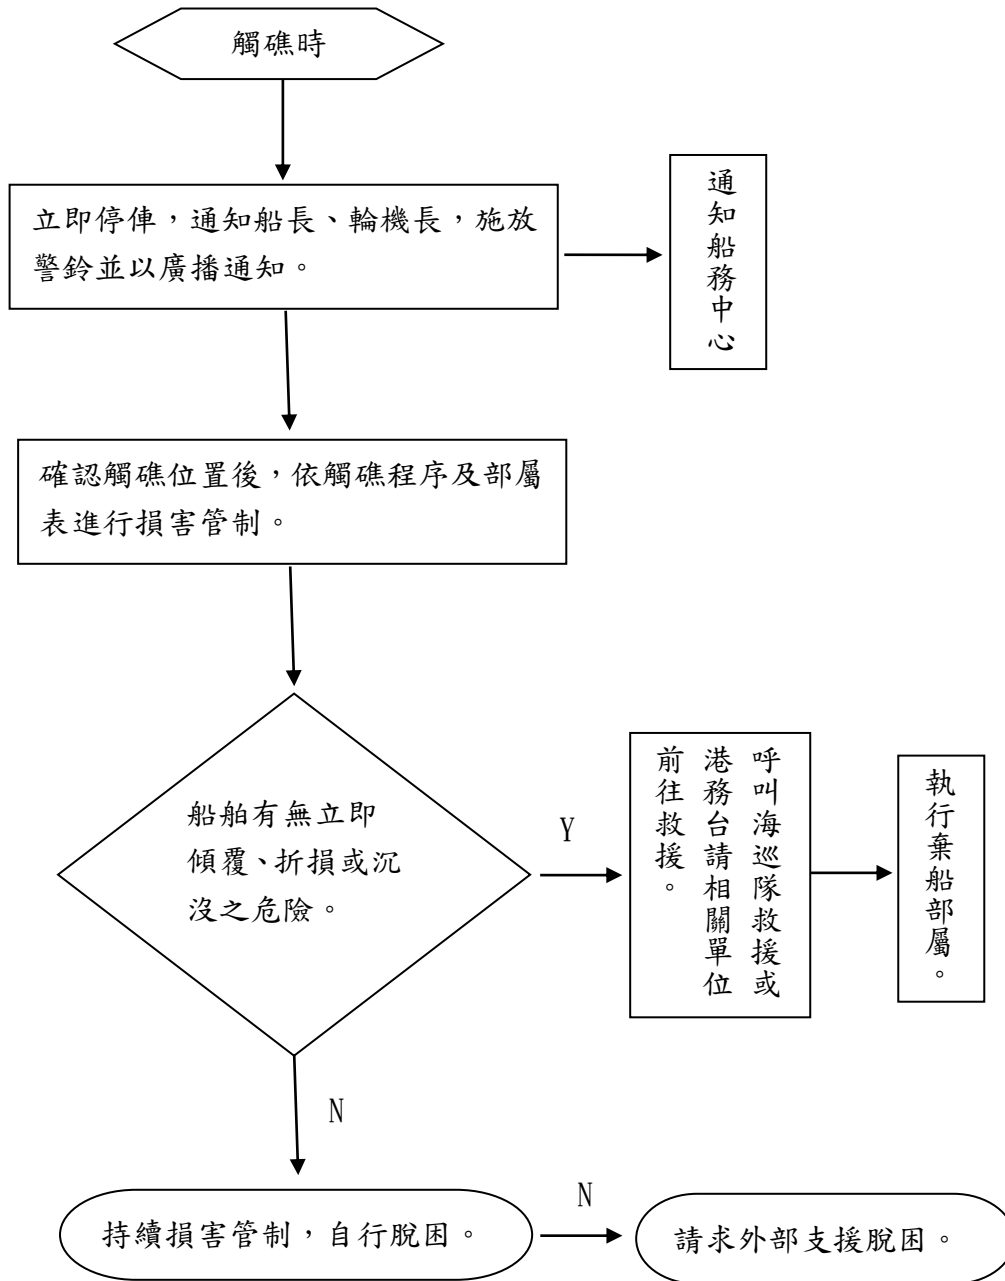 觸礁時
立即停俥，通知船長、輪機長，施放
警鈴並以廣播通知。
通知船務中心
確認觸礁位置後，依觸礁程序及部屬
表進行損害管制。
船舶有無立即
傾覆、折損或沉
沒之危險。
Y
呼叫海巡隊救援或
港務台請相關單位
前往救援。
執行棄船部屬。
N
持續損害管制，自行脫困。
N
請求外部支援脫困。